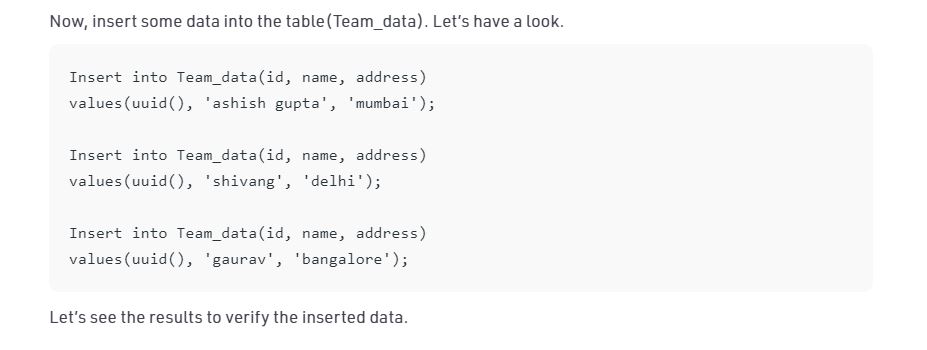 Now, insert some data into the table(Team_data). Let’s have a look.
Insert into Team_data(id, name, address)
values(uuid(), 'ashish gupta', 'mumbai');
Insert into Team_data(id, name, address)
values(uuid(), 'shivang', 'delhi');
Insert into Team_data(id, name, address)
values(uuid(), 'gaurav', 'bangalore');
Let’s see the results to verify the inserted data.